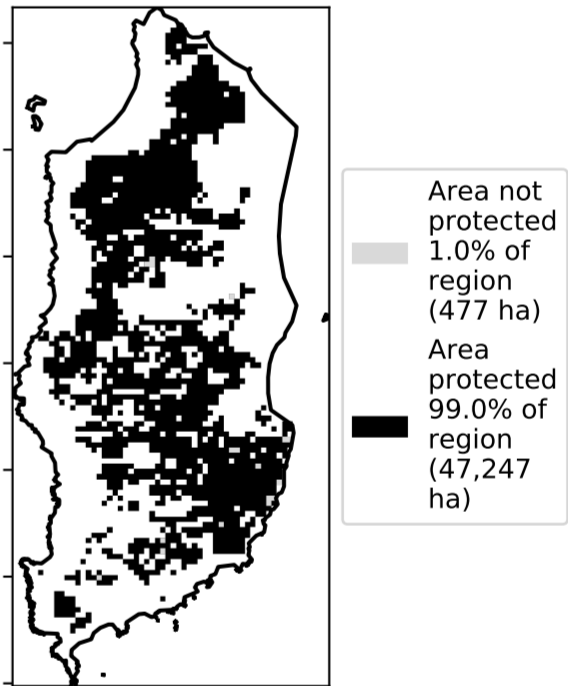 Area not
protected
1.0% of
region
(477 ha)
Area
protected
99.0% of
region
(47,247
ha)